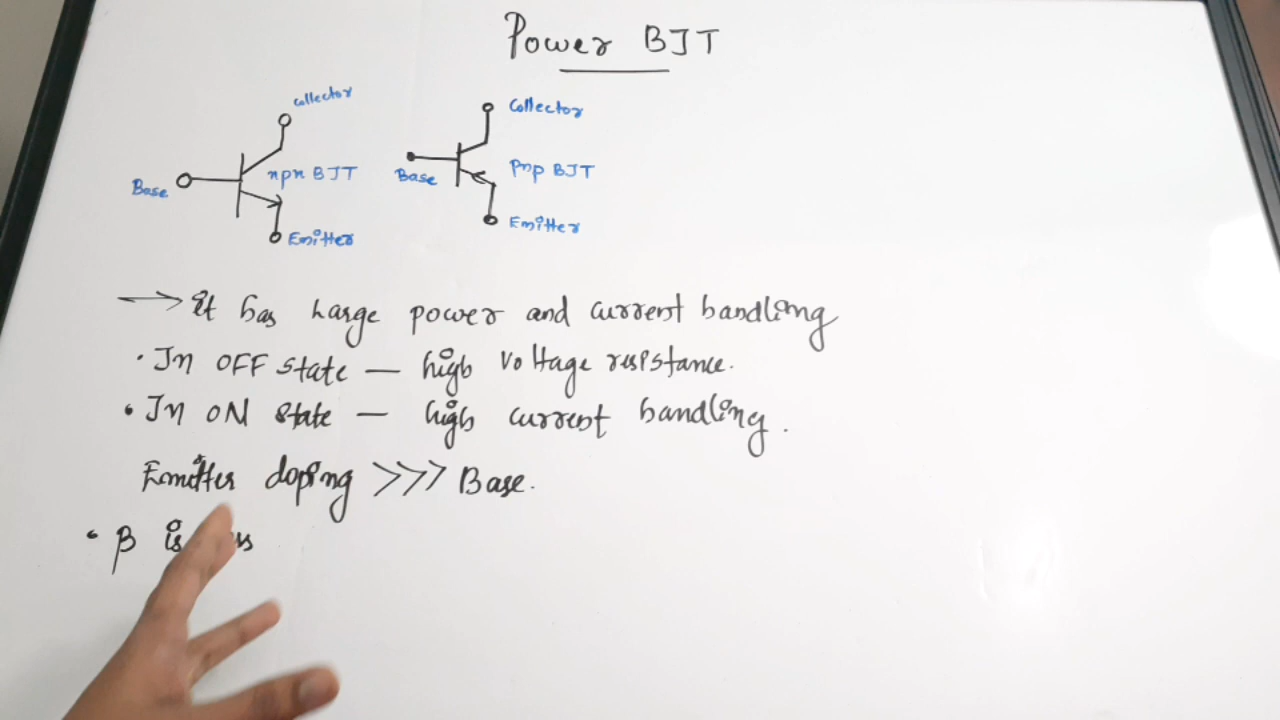 Power BJT
Collector
Collector
npn BJT
Pnp BJT
Base
Base
Emitter
Emitter
→ It has Large power and current handling
• In OFF state — high Voltage resistance.
• In ON state — high current handling.
Emitter doping >>> Base.
• β is